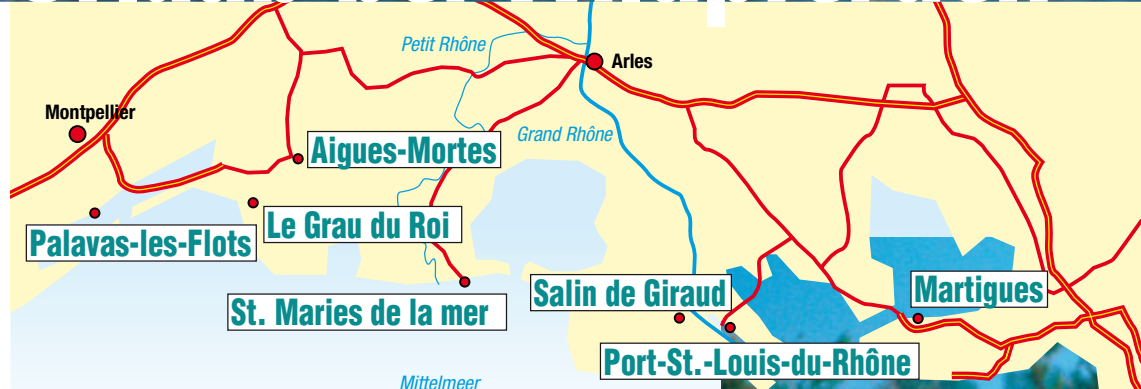 Petit Rhône
Arles
Montpellier
Grand Rhône
Aigues-Mortes
Le Grau du Roi
Palavas-les-Flots
St. Maries de la mer
Salin de Giraud
Martigues
Port-St.-Louis-du-Rhône
Mittelmeer